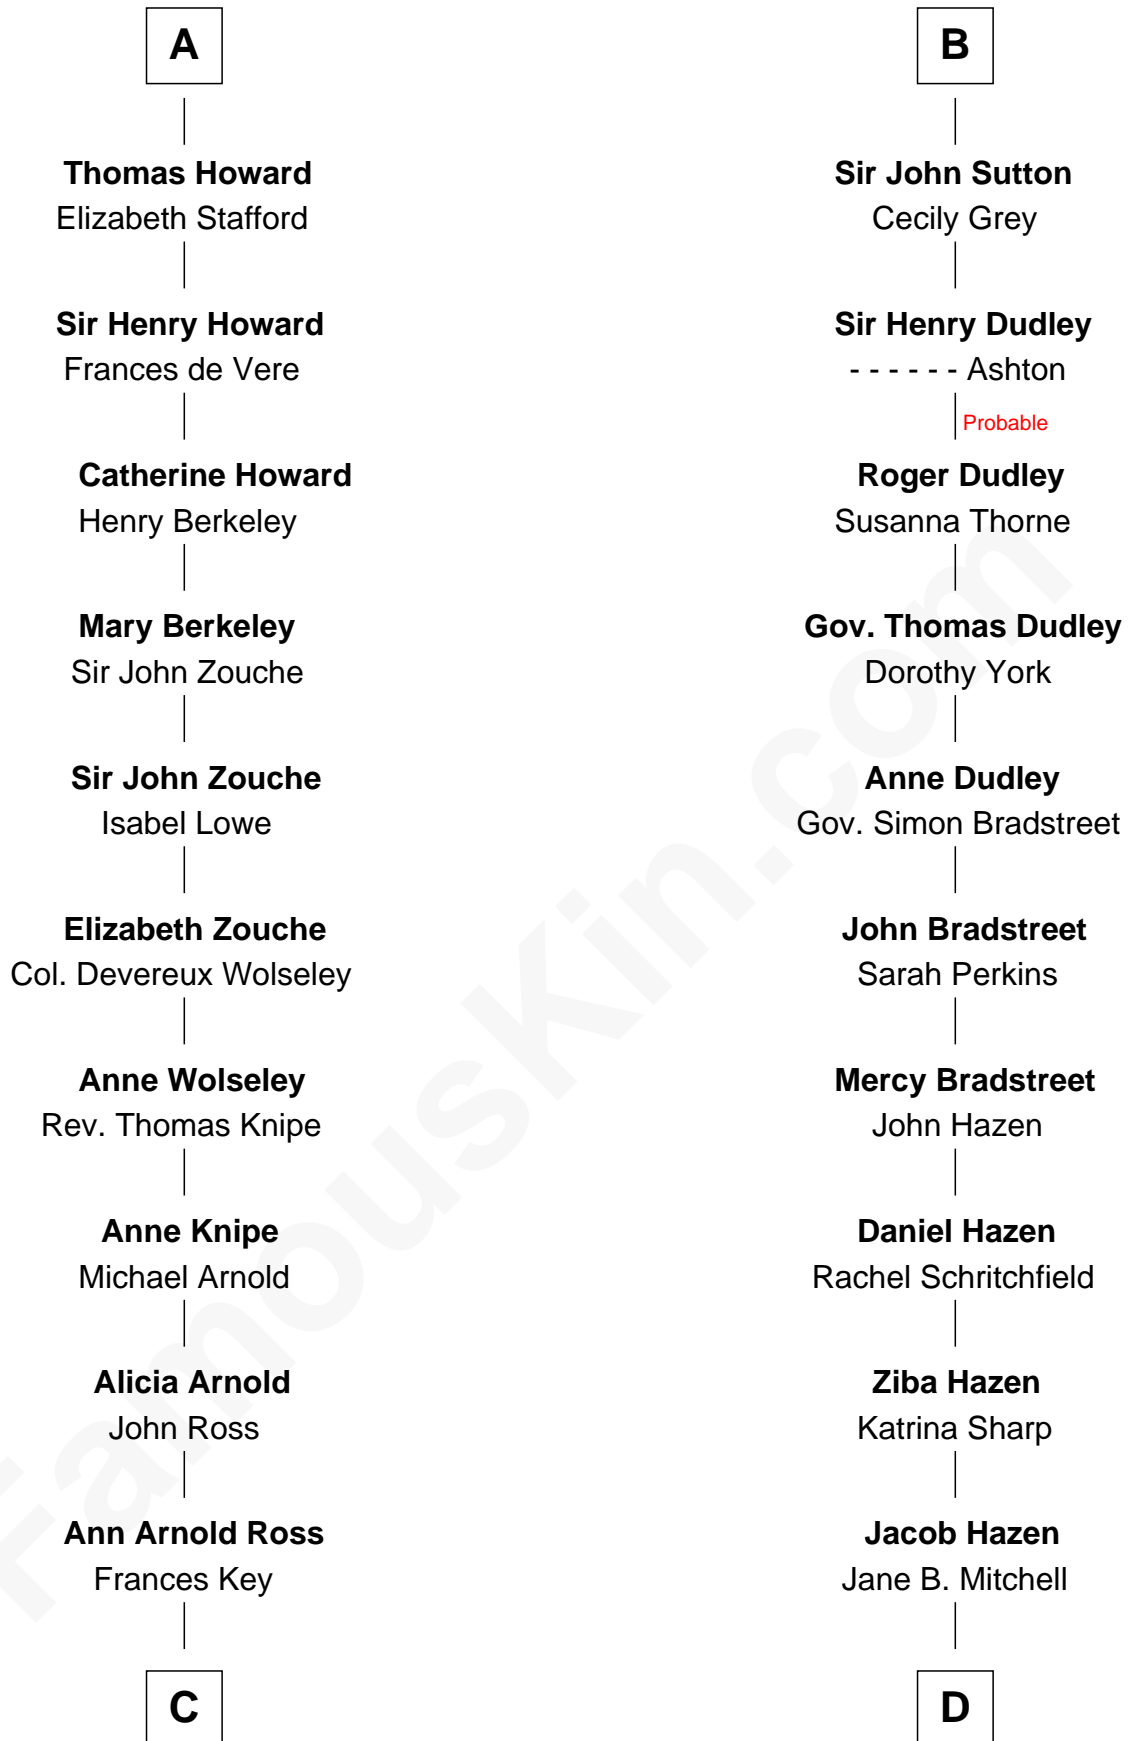 A
Thomas Howard
Elizabeth Stafford
Sir Henry Howard
Frances de Vere
Catherine Howard
Henry Berkeley
Mary Berkeley
Sir John Zouche
Sir John Zouche
Isabel Lowe
Elizabeth Zouche
Col. Devereux Wolseley
Anne Wolseley
Rev. Thomas Knipe
Anne Knipe
Michael Arnold
Alicia Arnold
John Ross
Ann Arnold Ross
Frances Key
C
B
Sir John Sutton
Cecily Grey
Sir Henry Dudley
- - - - - - Ashton
Probable
Roger Dudley
Susanna Thorne
Gov. Thomas Dudley
Dorothy York
Anne Dudley
Gov. Simon Bradstreet
John Bradstreet
Sarah Perkins
Mercy Bradstreet
John Hazen
Daniel Hazen
Rachel Schritchfield
Ziba Hazen
Katrina Sharp
Jacob Hazen
Jane B. Mitchell
D
FamousKin.com